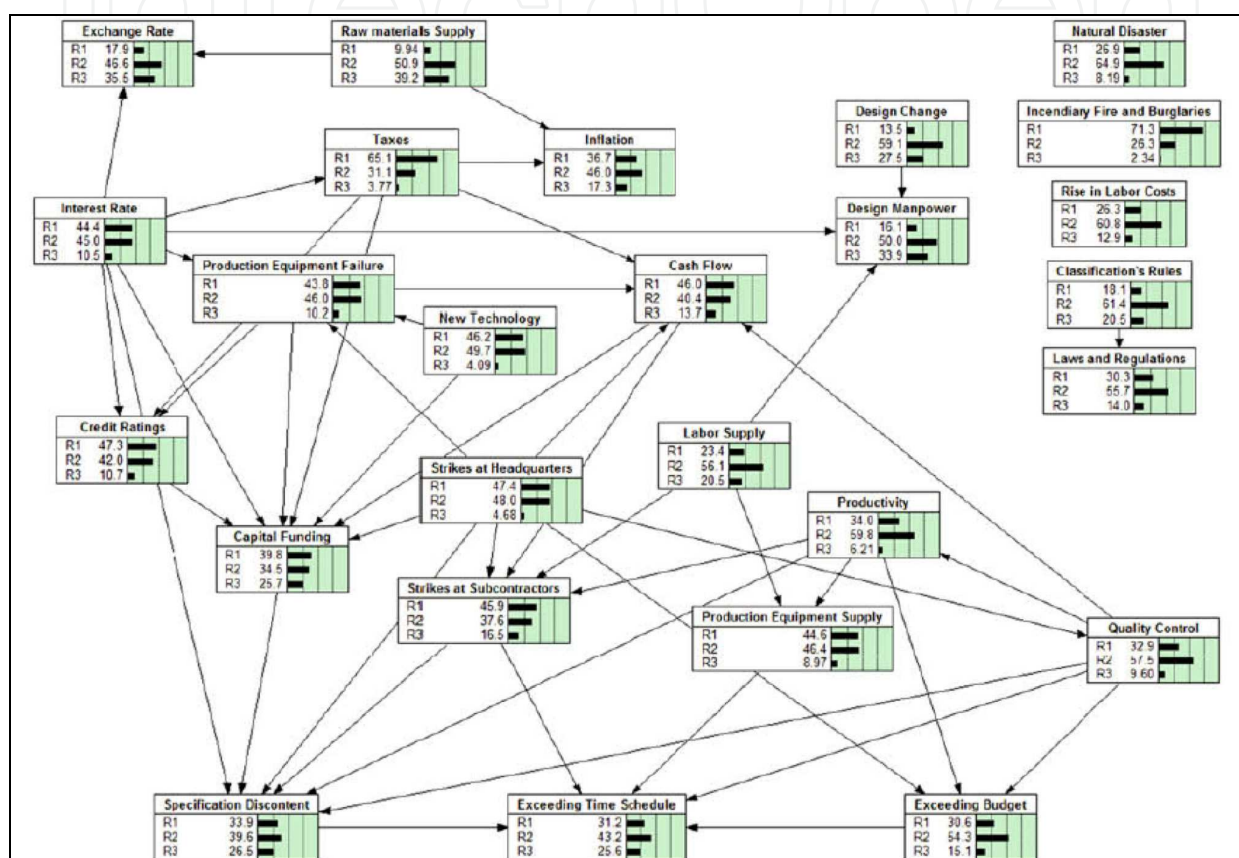 Exchange Rate
R1 17.9
R2 46.6
R3 35.5
Raw materials Supply
R1 9.94
R2 50.9
R3 39.2
Natural Disaster
R1 26.9
R2 64.9
R3 8.19
Design Change
R1 13.5
R2 59.1
R3 27.5
Incendiary Fire and Burglaries
R1 71.3
R2 26.3
R3 2.34
Taxes
R1 65.1
R2 31.1
R3 3.77
Inflation
R1 36.7
R2 46.0
R3 17.3
Rise in Labor Costs
R1 26.3
R2 60.8
R3 12.9
Interest Rate
R1 44.4
R2 45.0
R3 10.5
Design Manpower
R1 16.1
R2 50.0
R3 33.9
Production Equipment Failure
R1 43.8
R2 46.0
R3 10.2
Cash Flow
R1 46.0
R2 40.4
R3 13.7
Classification's Rules
R1 18.1
R2 61.4
R3 20.5
New Technology
R1 46.2
R2 49.7
R3 4.09
Laws and Regulations
R1 30.3
R2 55.7
R3 14.0
Credit Ratings
R1 47.3
R2 42.0
R3 10.7
Labor Supply
R1 23.4
R2 56.1
R3 20.5
Strikes at Headquarters
R1 47.4
R2 48.0
R3 4.68
Productivity
R1 34.0
R2 59.8
R3 6.21
Capital Funding
R1 39.8
R2 34.5
R3 25.7
Strikes at Subcontractors
R1 45.9
R2 37.6
R3 16.5
Production Equipment Supply
R1 44.6
R2 46.4
R3 8.97
Quality Control
R1 32.9
R2 57.5
R3 9.60
Specification Discontent
R1 33.9
R2 39.6
R3 26.5
Exceeding Time Schedule
R1 31.2
R2 43.2
R3 25.6
Exceeding Budget
R1 30.6
R2 54.3
R3 15.1